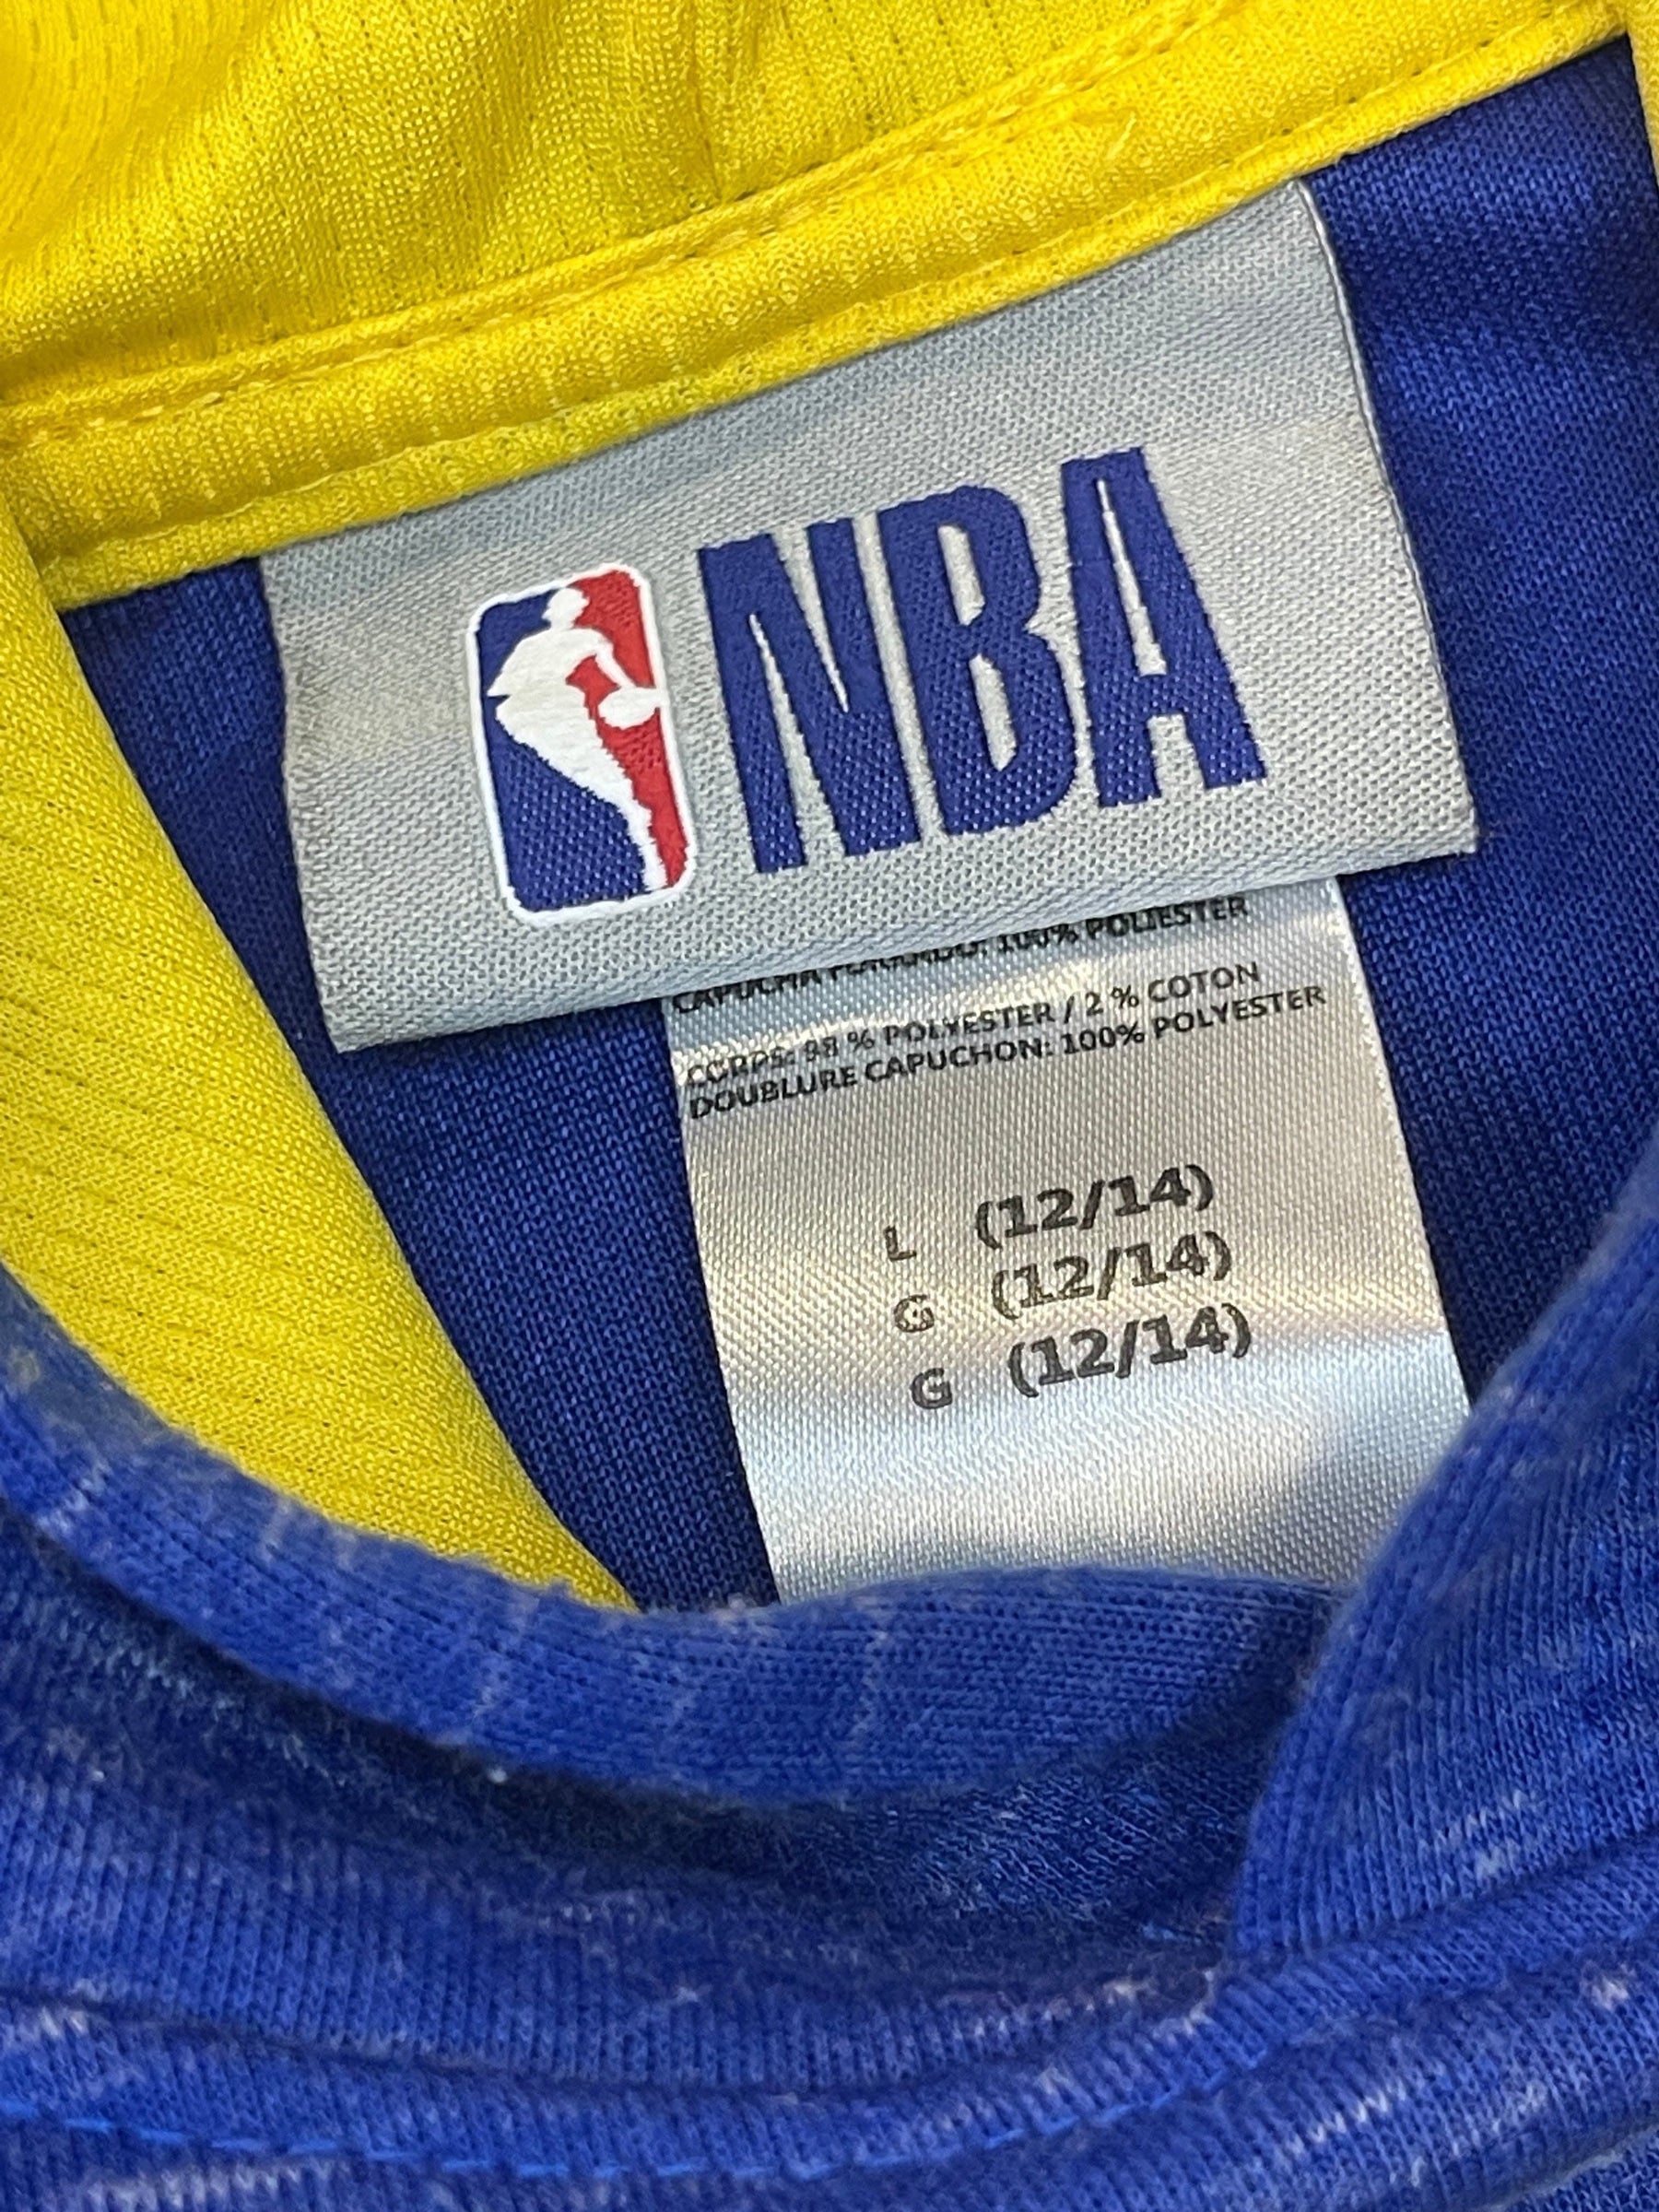 NBA
CAPUCHA FORRADO: 100% POLIESTER
CORPS: 98 % POLYESTER / 2 % COTON
DOUBLURE CAPUCHON: 100% POLYESTER
L (12/14)
G (12/14)
G (12/14)